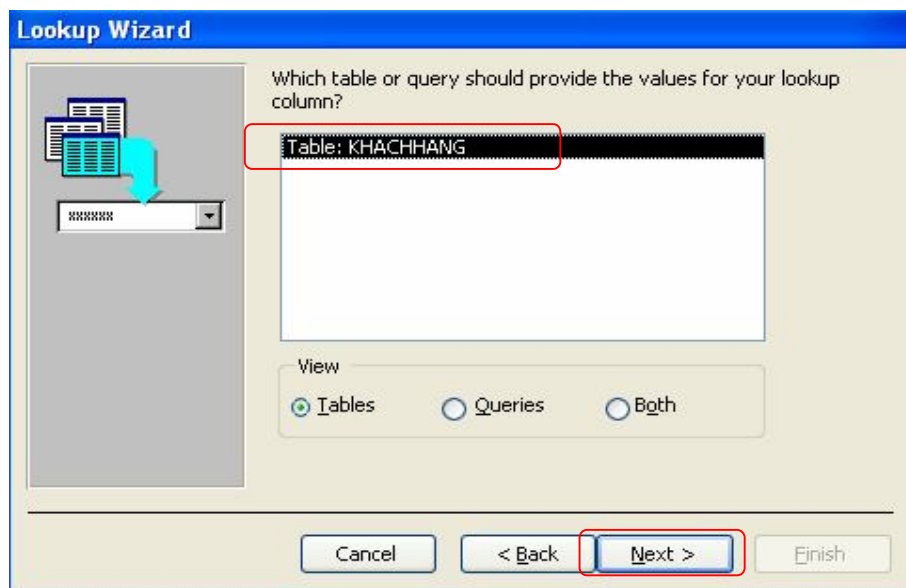 Lookup Wizard
Which table or query should provide the values for your lookup
column?
Table: KHACHHANG
xxxxxx
View
Tables
Queries
Both
Cancel
< Back
Next >
Finish